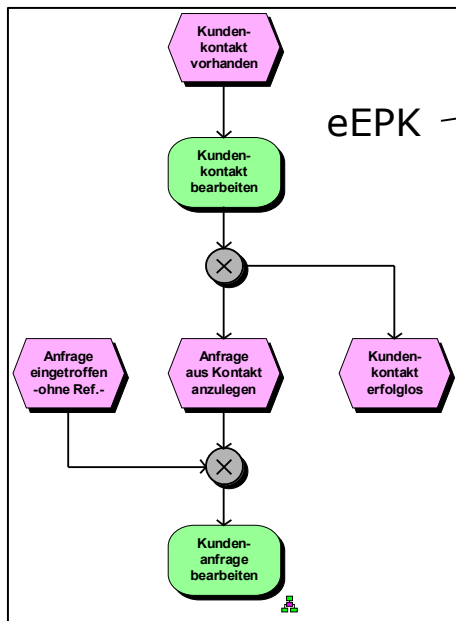 Kunden-
kontakt
vorhanden
eEPK
Kunden-
kontakt
bearbeiten
Anfrage
eingetroffen
-ohne Ref.-
Anfrage
aus Kontakt
anzulegen
Kunden-
kontakt
erfolglos
Kunden-
anfrage
bearbeiten